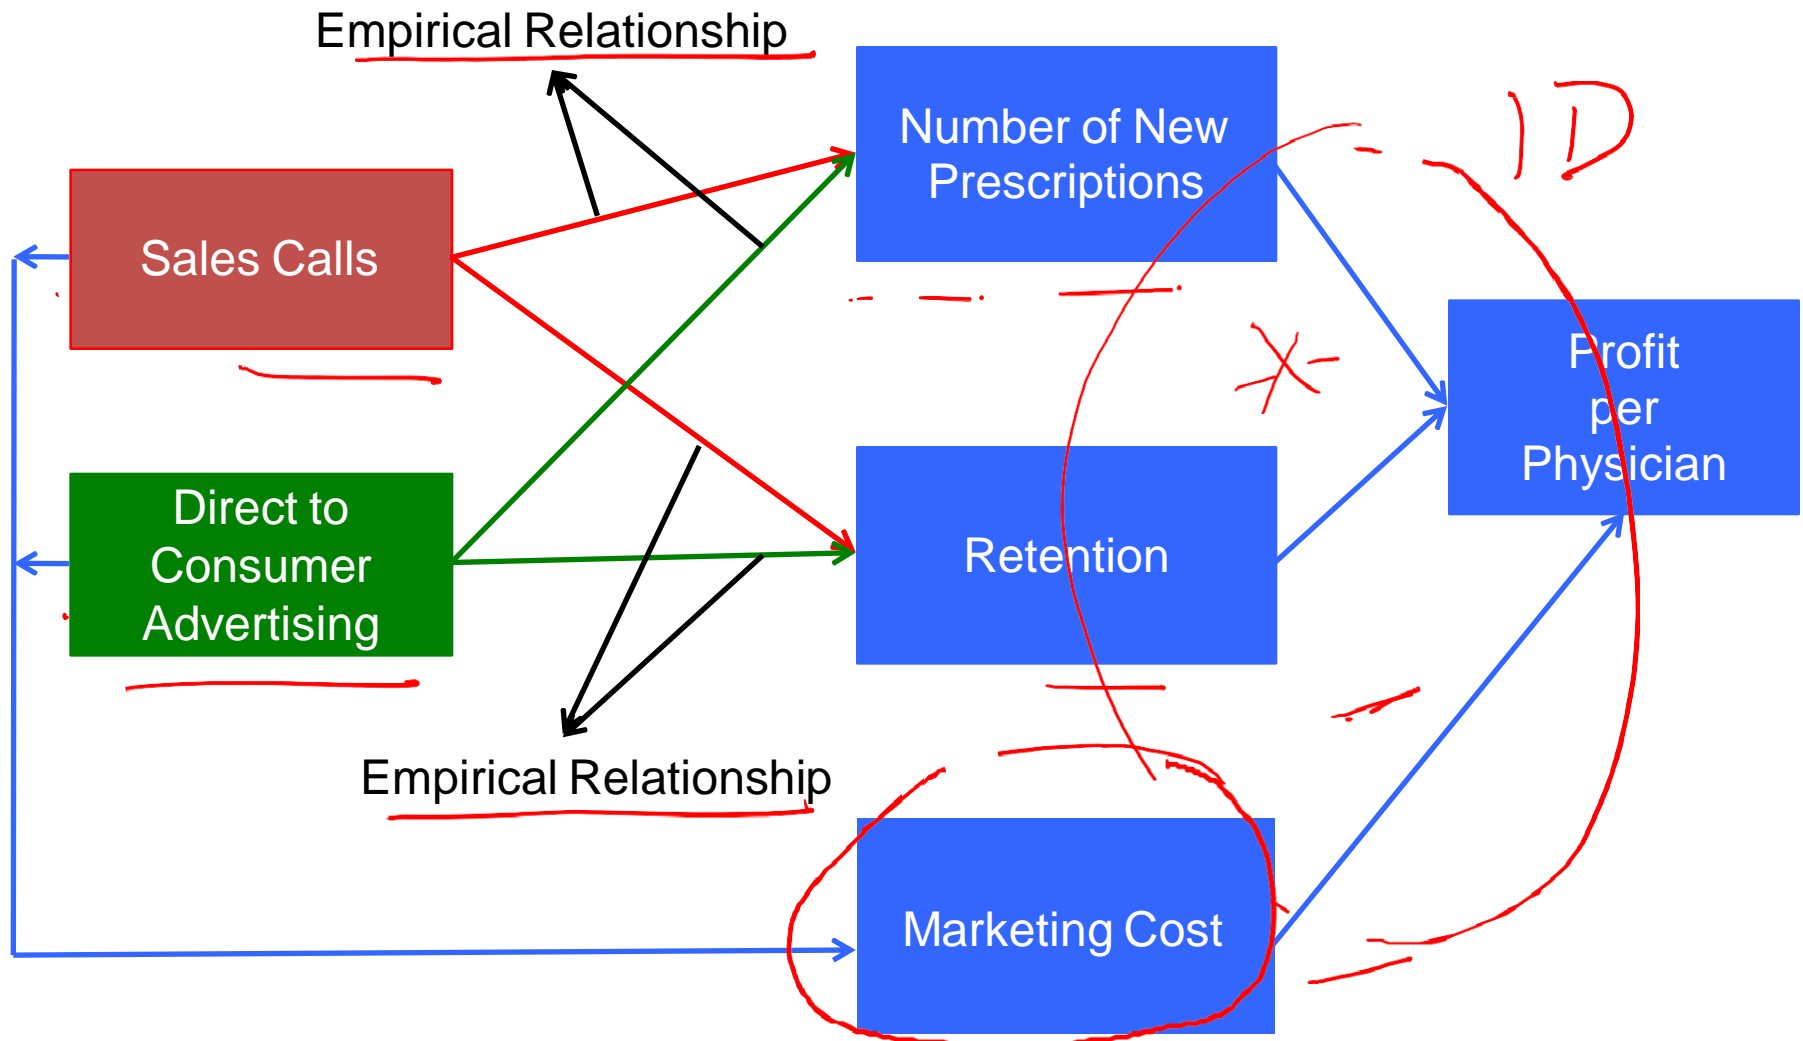 Empirical Relationship
Number of New
Prescriptions
1D
Sales Calls
Profit
per
Physician
Direct to
Consumer
Advertising
Retention
Empirical Relationship
Marketing Cost